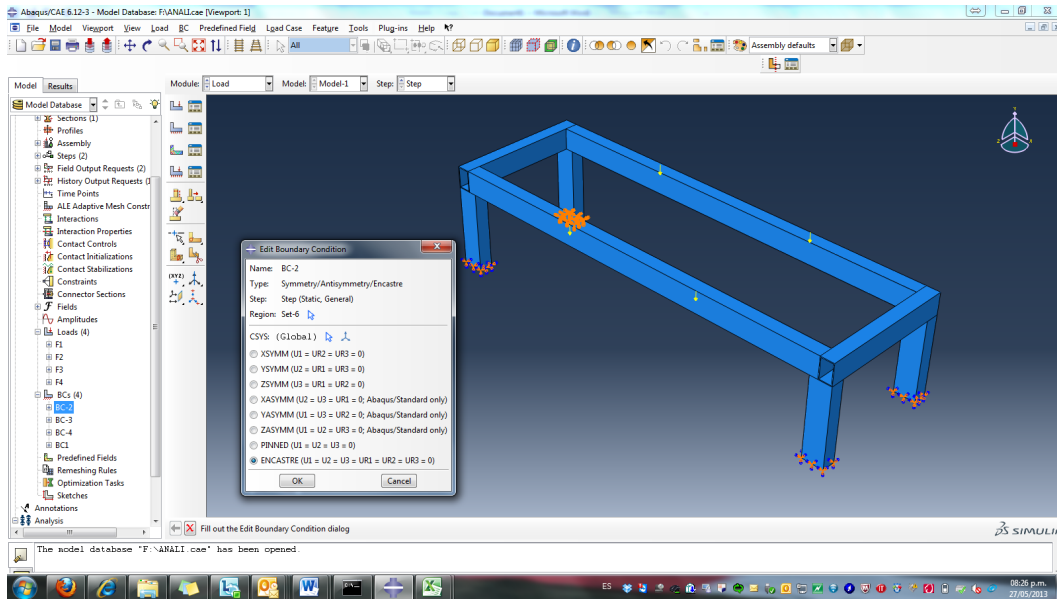 Abaqus/CAE 6.12-3 - Model Database: F:\ANALI.cae [Viewport: 1]
File Model Viewport View Load BC Predefined Field Load Case Feature Tools Plug-ins Help
All
Assembly defaults
Model Results
Module: Load Model: Model-1 Step: Step
Model Database
Sections (1)
Profiles
Assembly
Steps (2)
Field Output Requests (2)
History Output Requests (1
Time Points
ALE Adaptive Mesh Constr
Interactions
Interaction Properties
Contact Controls
Contact Initializations
Contact Stabilizations
Constraints
Connector Sections
Fields
Amplitudes
Loads (4)
F1
F2
F3
F4
BCs (4)
BC-2
BC-3
BC-4
BC1
Predefined Fields
Remeshing Rules
Optimization Tasks
Sketches
Annotations
Analysis
(XYZ)
Edit Boundary Condition
Name: BC-2
Type: Symmetry/Antisymmetry/Encastre
Step: Step (Static, General)
Region: Set-6
CSYS: (Global)
XSYMM (U1 = UR2 = UR3 = 0)
YSYMM (U2 = UR1 = UR3 = 0)
ZSYMM (U3 = UR1 = UR2 = 0)
XASYMM (U2 = U3 = UR1 = 0; Abaqus/Standard only)
YASYMM (U1 = U3 = UR2 = 0; Abaqus/Standard only)
ZASYMM (U1 = U2 = UR3 = 0; Abaqus/Standard only)
PINNED (U1 = U2 = U3 = 0)
ENCASTRE (U1 = U2 = U3 = UR1 = UR2 = UR3 = 0)
OK Cancel
Fill out the Edit Boundary Condition dialog
SIMULI
The model database "F:\ANALI.cae" has been opened.
ES
08:26 p.m.
27/05/2013